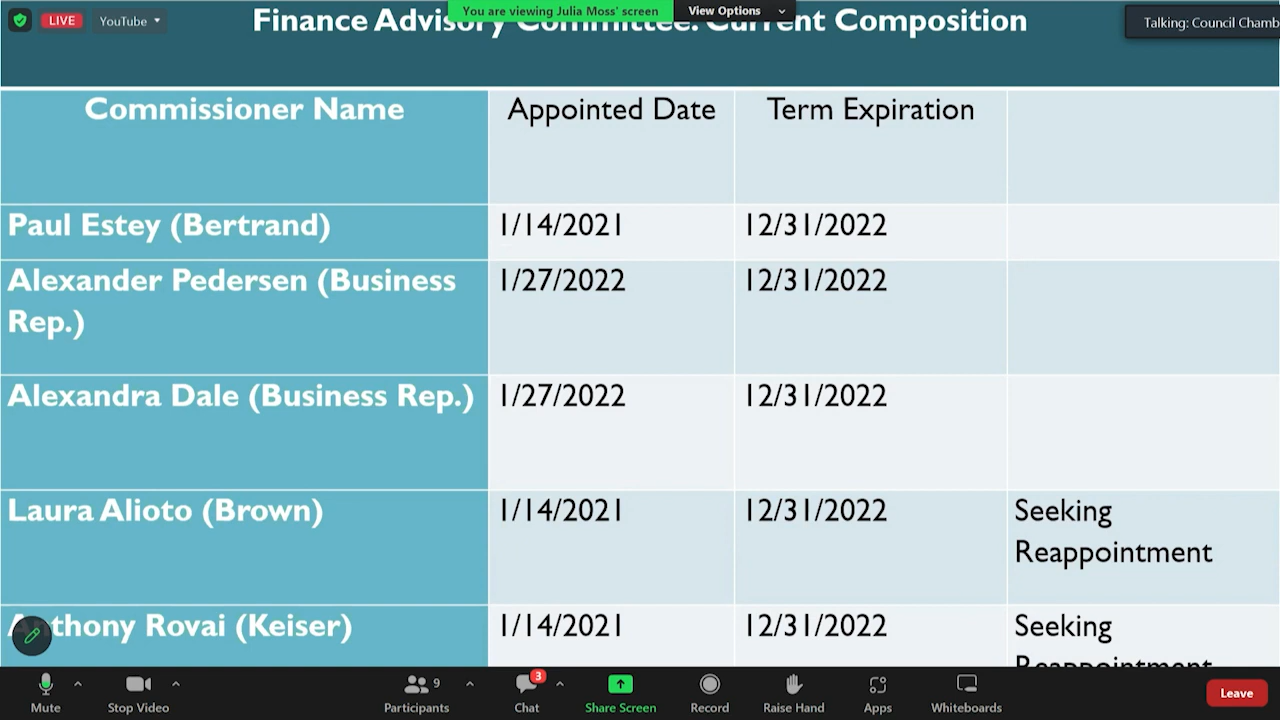 LIVE
YouTube
You are viewing Julia Moss' screen
View Options
Talking: Council Chamb
Finance Advisory Committee: Current Composition
Commissioner Name
Appointed Date
Term Expiration
Paul Estey (Bertrand)
1/14/2021
12/31/2022
Alexander Pedersen (Business
Rep.)
1/27/2022
12/31/2022
Alexandra Dale (Business Rep.)
1/27/2022
12/31/2022
Laura Alioto (Brown)
1/14/2021
12/31/2022
Seeking
Reappointment
Anthony Rovai (Keiser)
1/14/2021
12/31/2022
Seeking
Reappointment
Mute
Stop Video
9
Participants
3
Chat
Share Screen
Record
Raise Hand
Apps
Whiteboards
Leave